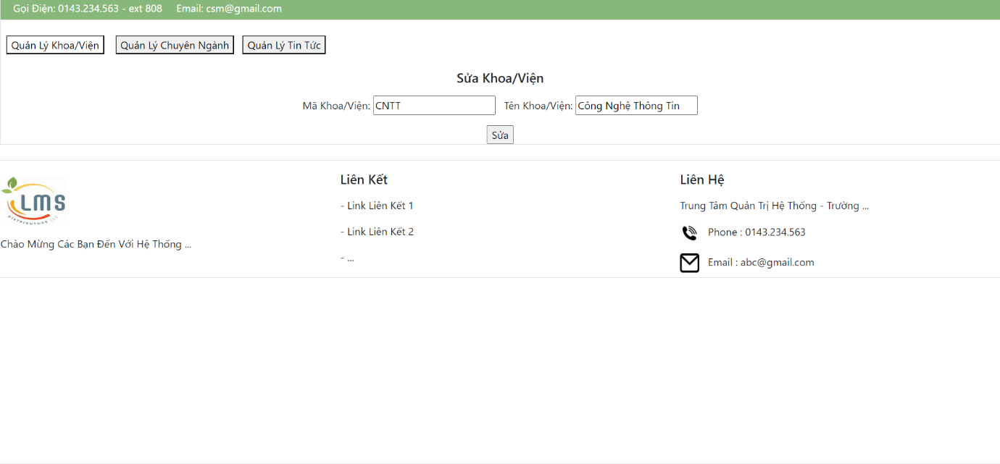 Gọi Điện: 0143.234.563 - ext 808 Email: csm@gmail.com
Quản Lý Khoa/Viện Quản Lý Chuyên Ngành Quản Lý Tin Tức
Sửa Khoa/Viện
Mã Khoa/Viện: CNTT Tên Khoa/Viện: Công Nghệ Thông Tin
Sửa
LMS
Chào Mừng Các Bạn Đến Với Hệ Thống ...
Liên Kết
- Link Liên Kết 1
- Link Liên Kết 2
- ...
Liên Hệ
Trung Tâm Quản Trị Hệ Thống - Trường ...
Phone : 0143.234.563
Email : abc@gmail.com